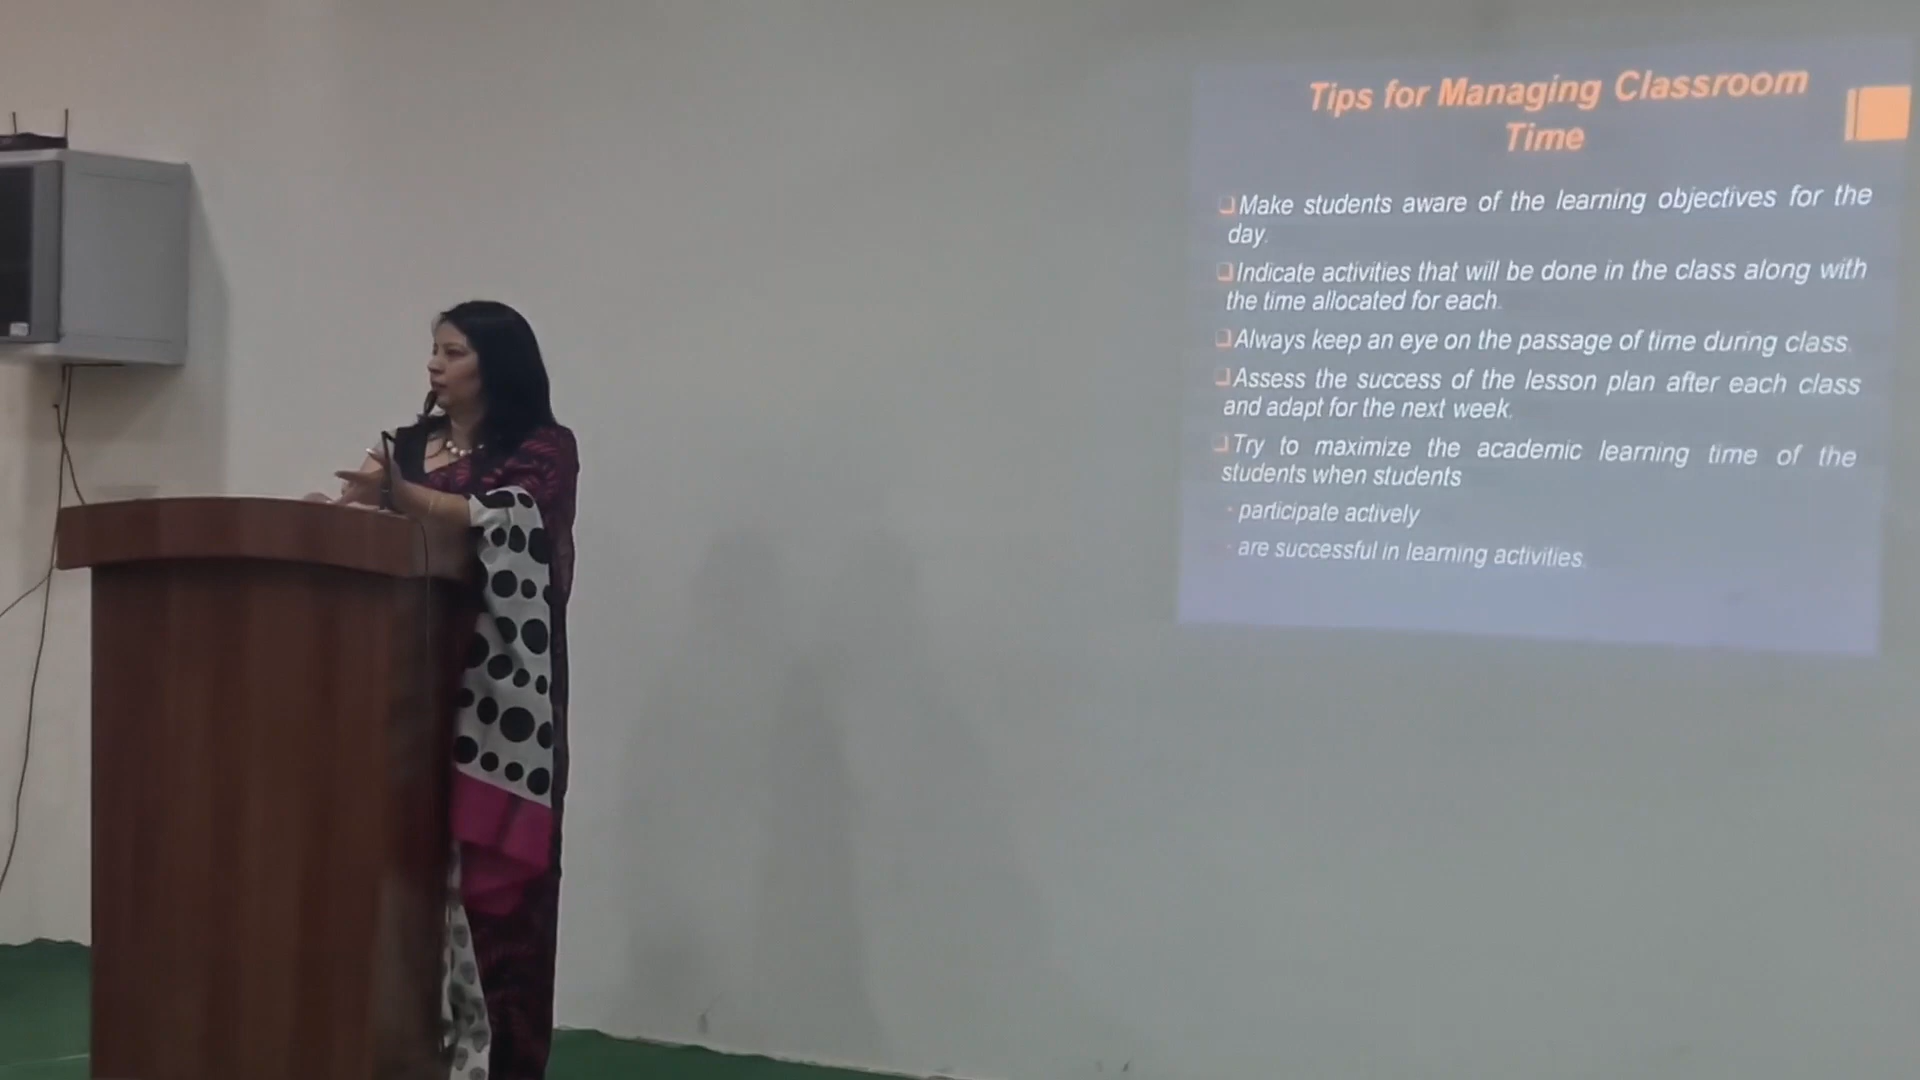 Tips for Managing Classroom
Time
Make students aware of the learning objectives for the
day.
Indicate activities that will be done in the class along with
the time allocated for each.
Always keep an eye on the passage of time during class.
Assess the success of the lesson plan after each class
and adapt for the next week.
Try to maximize the academic learning time of the
students when students
· participate actively
· are successful in learning activities.